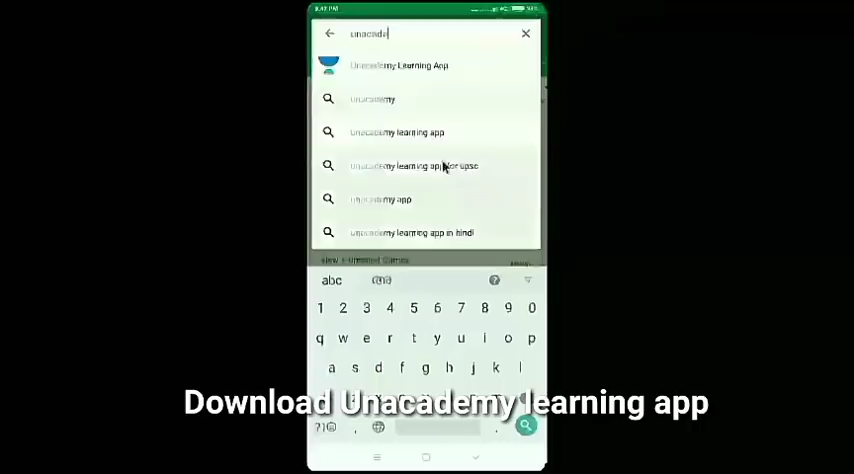 unacada
Unacademy Learning App
unacademy
unacademy learning app
unacademy learning app for upsc
unacademy app
unacademy learning app in hindi
abc
1 2 3 4 5 6 7 8 9 0
q w e r t y u i o p
a s d f g h j k l
Download Unacademy learning app